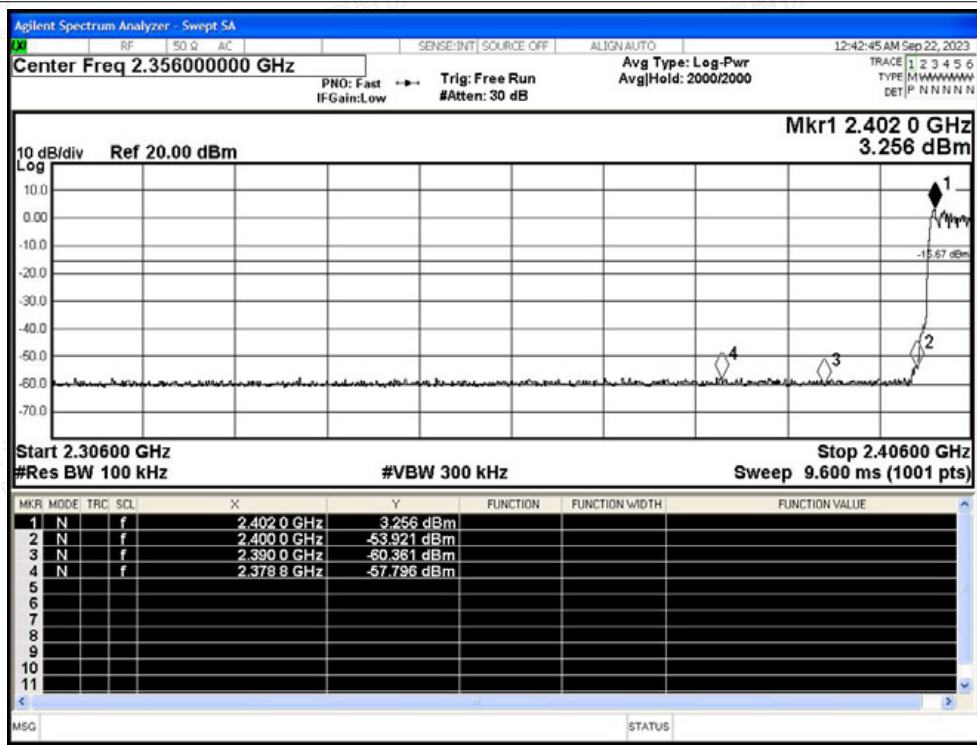 Agilent Spectrum Analyzer - Swept SA
RF 50 Ω AC SENSE:INT SOURCE OFF ALIGN AUTO 12:42:45 AM Sep 22, 2023
Center Freq 2.356000000 GHz
PNO: Fast
IFGain:Low
Trig: Free Run
#Atten: 30 dB
Avg Type: Log-Pwr
Avg|Hold: 2000/2000
TRACE 1 2 3 4 5 6
TYPE M WWWWW
DET P N N N N N
Mkr1 2.402 0 GHz
3.256 dBm
10 dB/div Ref 20.00 dBm
Log
10.0
0.00
-10.0
-20.0
-30.0
-40.0
-50.0
-60.0
-70.0
1
-15.67 dBm
2
3
4
Start 2.30600 GHz Stop 2.40600 GHz
#Res BW 100 kHz #VBW 300 kHz Sweep 9.600 ms (1001 pts)
MKR MODE TRC SCL X Y FUNCTION FUNCTION WIDTH FUNCTION VALUE
1 N f 2.402 0 GHz 3.256 dBm
2 N f 2.400 0 GHz -53.921 dBm
3 N f 2.390 0 GHz -60.361 dBm
4 N f 2.378 8 GHz -57.796 dBm
5
6
7
8
9
10
11
MSG STATUS